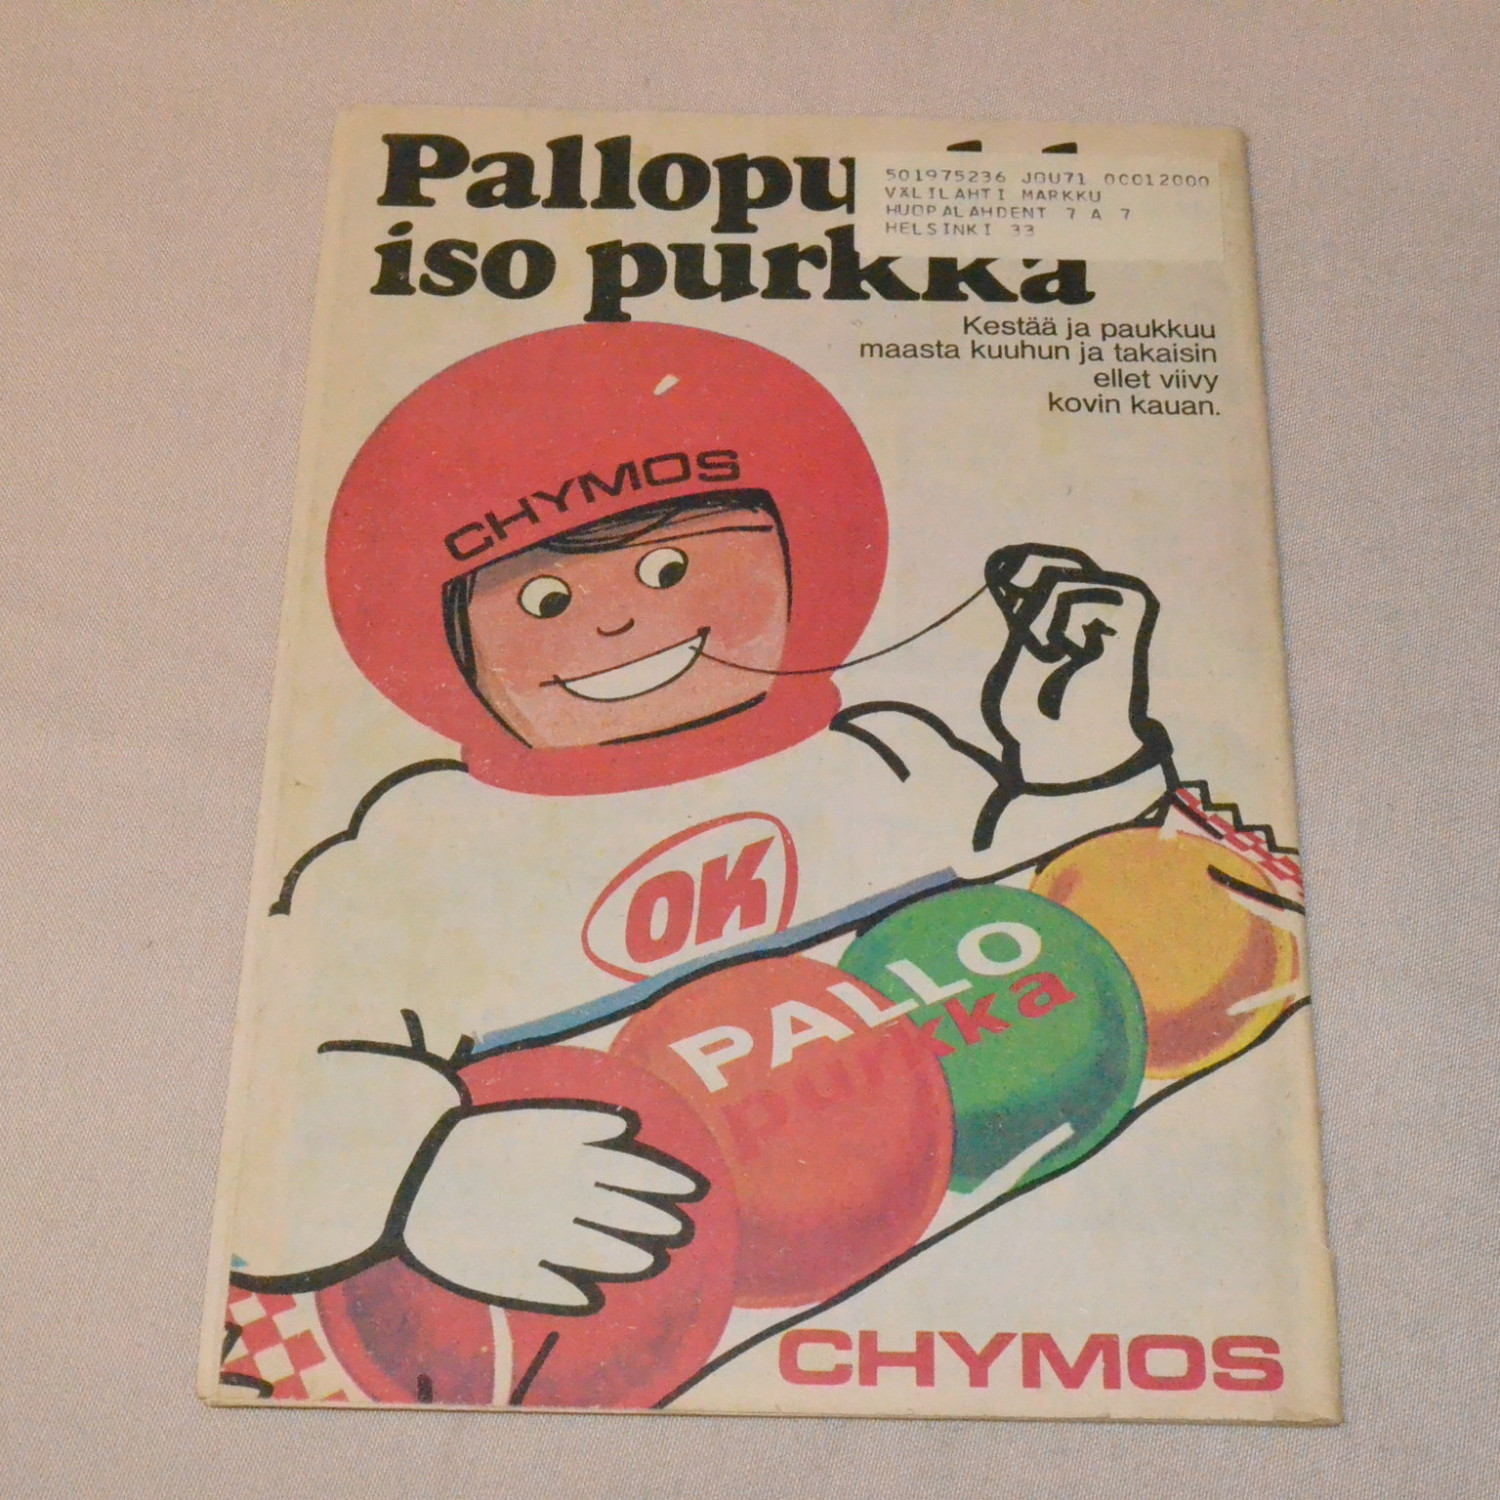 Pallopu
501975236 JOU71 00012000
VÄLILAHTI MARKKU
HUOPALAHDENT 7 A 7
HELSINKI 33
iso purkka
Kestää ja paukkuu
maasta kuuhun ja takaisin
ellet viivy
kovin kauan.
CHYMOS
OK
PALLO
purkka
CHYMOS